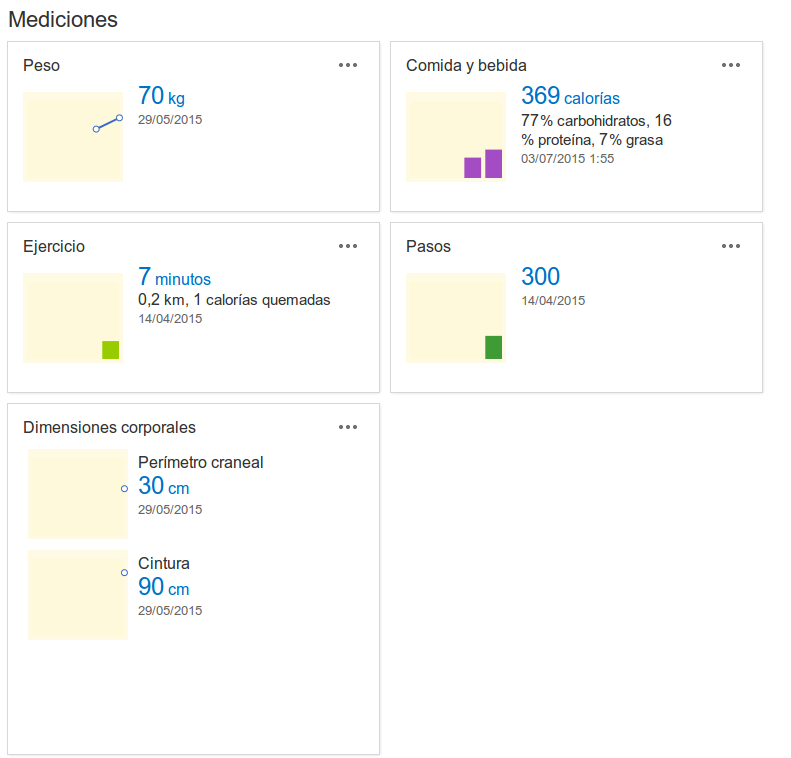 Mediciones
Peso
70 kg
29/05/2015
Comida y bebida
369 calorías
77% carbohidratos, 16
% proteína, 7% grasa
03/07/2015 1:55
Ejercicio
7 minutos
0,2 km, 1 calorías quemadas
14/04/2015
Pasos
300
14/04/2015
Dimensiones corporales
Perímetro craneal
30 cm
29/05/2015
Cintura
90 cm
29/05/2015